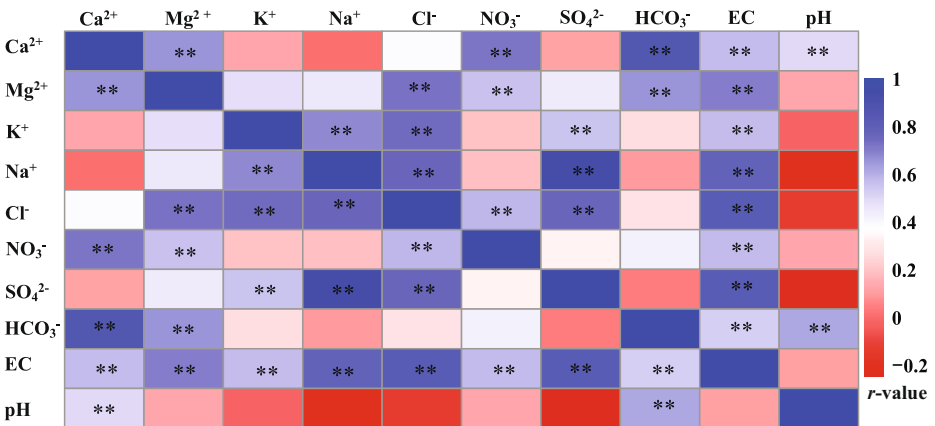 Ca²⁺ Mg²⁺ K⁺ Na⁺ Cl⁻ NO₃⁻ SO₄²⁻ HCO₃⁻ EC pH
Ca²⁺ ** ** ** ** **
Mg²⁺ ** ** ** ** **
K⁺ ** ** ** **
Na⁺ ** ** ** **
Cl⁻ ** ** ** ** ** **
NO₃⁻ ** ** ** **
SO₄²⁻ ** ** ** **
HCO₃⁻ ** ** ** **
EC ** ** ** ** ** ** ** **
pH ** **
1
0.8
0.6
0.4
0.2
0
−0.2
r-value